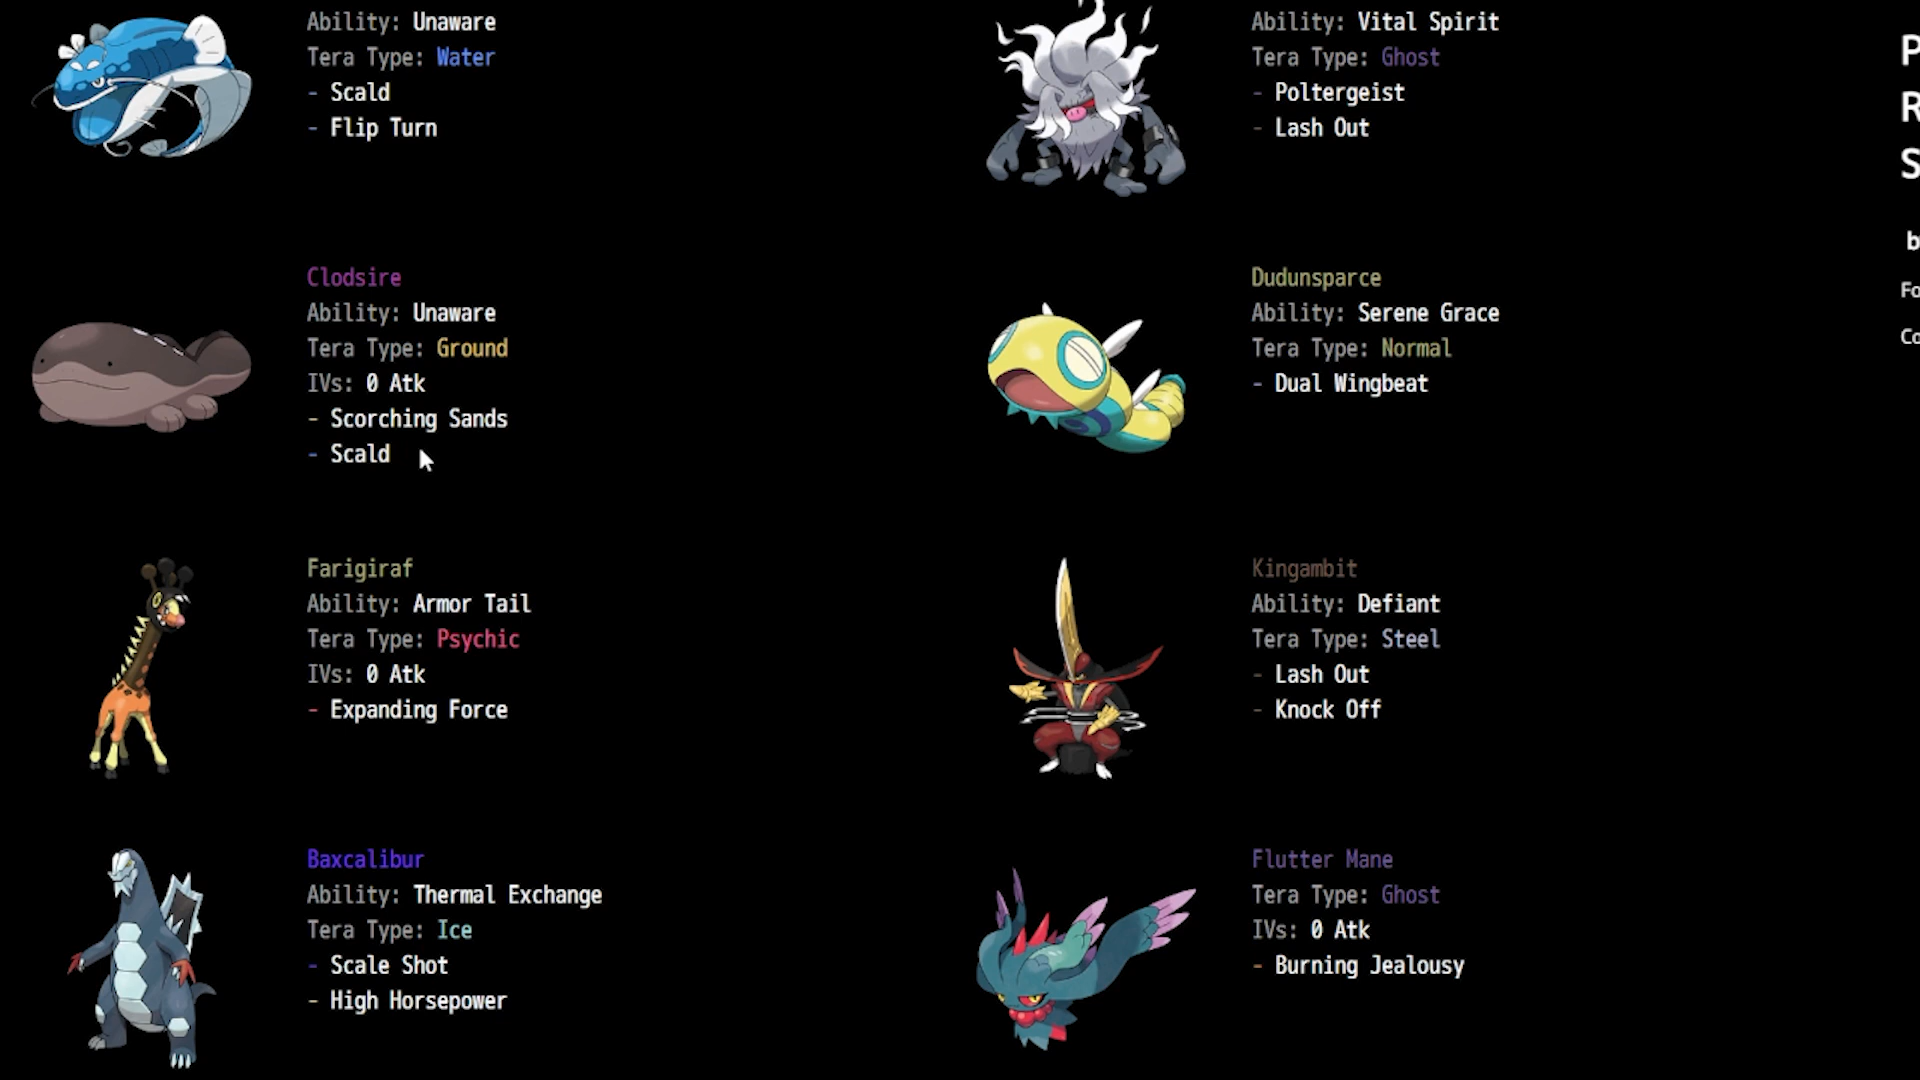 Ability: Unaware
Tera Type: Water
- Scald
- Flip Turn
Ability: Vital Spirit
Tera Type: Ghost
- Poltergeist
- Lash Out
Clodsire
Ability: Unaware
Tera Type: Ground
IVs: 0 Atk
- Scorching Sands
- Scald
Dudunsparce
Ability: Serene Grace
Tera Type: Normal
- Dual Wingbeat
Farigiraf
Ability: Armor Tail
Tera Type: Psychic
IVs: 0 Atk
- Expanding Force
Kingambit
Ability: Defiant
Tera Type: Steel
- Lash Out
- Knock Off
Baxcalibur
Ability: Thermal Exchange
Tera Type: Ice
- Scale Shot
- High Horsepower
Flutter Mane
Tera Type: Ghost
IVs: 0 Atk
- Burning Jealousy